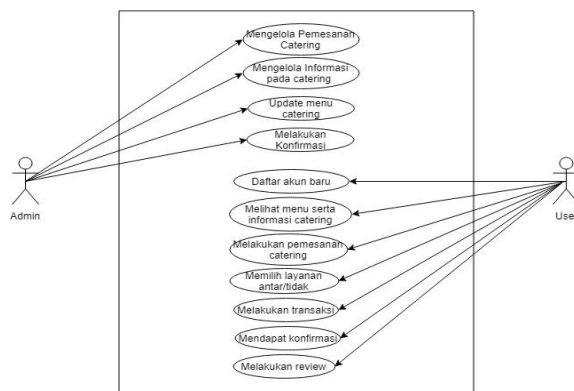 Mengelola Pemesanan
Catering
Mengelola Informasi
pada catering
Update menu
catering
Melakukan
Konfirmasi
Admin
Daftar akun baru
Melihat menu serta
informasi catering
Melakukan pemesanan
catering
Memilih layanan
antar/tidak
Melakukan transaksi
Mendapat konfirmasi
Melakukan review
Use